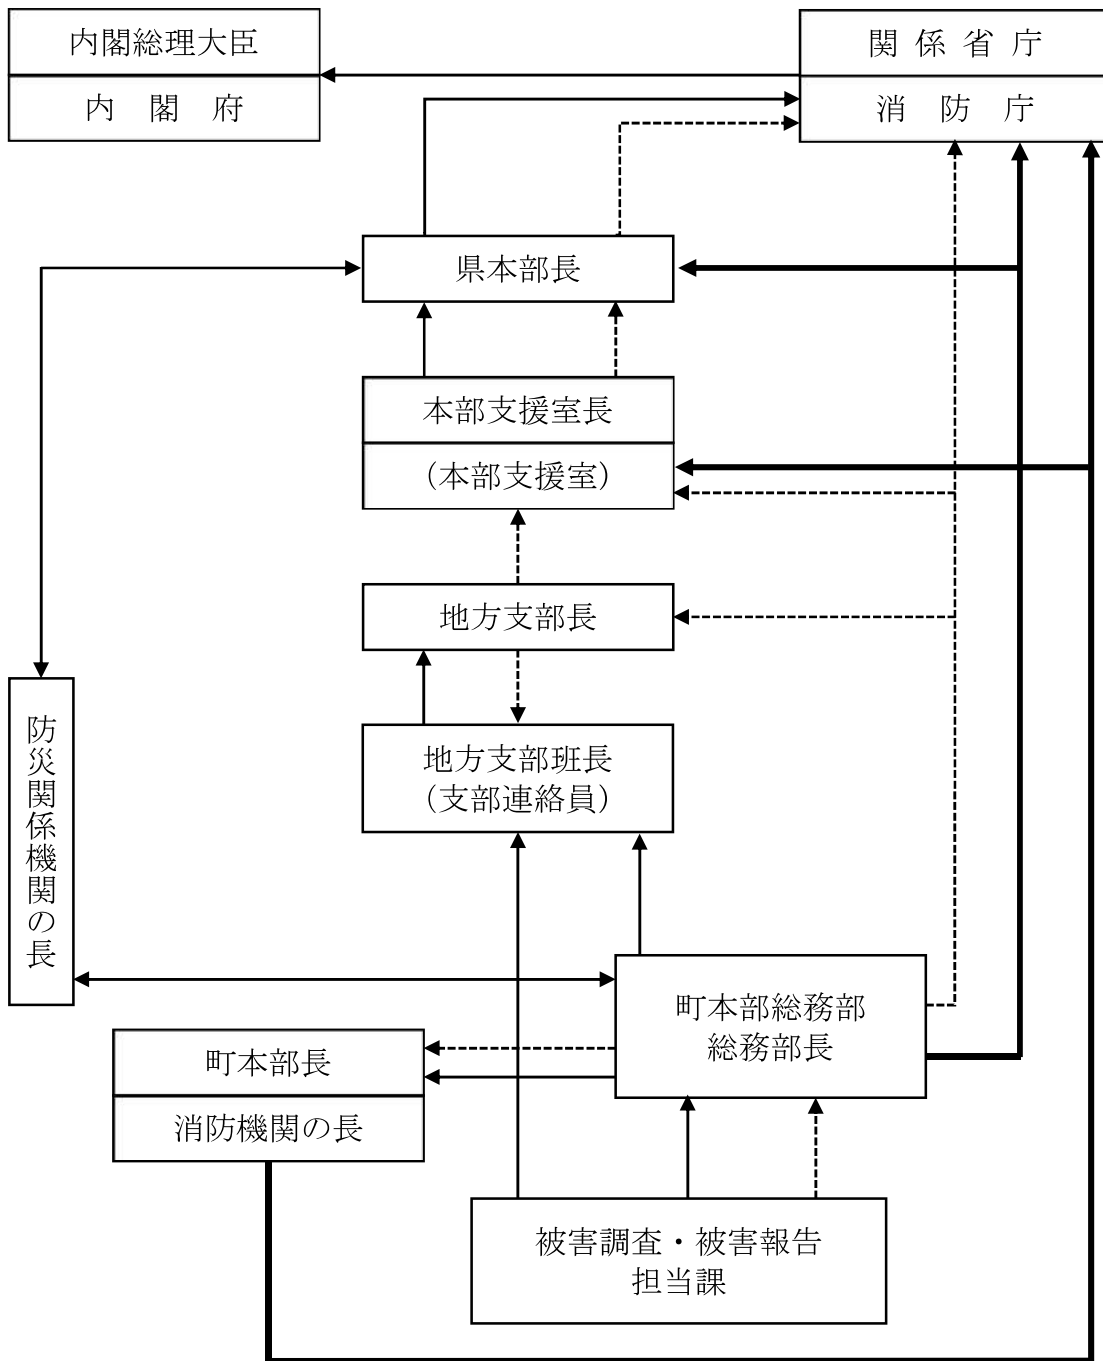 内閣総理大臣
内閣府
関係省庁
消防庁
県本部長
本部支援室長
(本部支援室)
地方支部長
地方支部班長
(支部連絡員)
防災関係機関の長
町本部総務部
総務部長
町本部長
消防機関の長
被害調査・被害報告
担当課